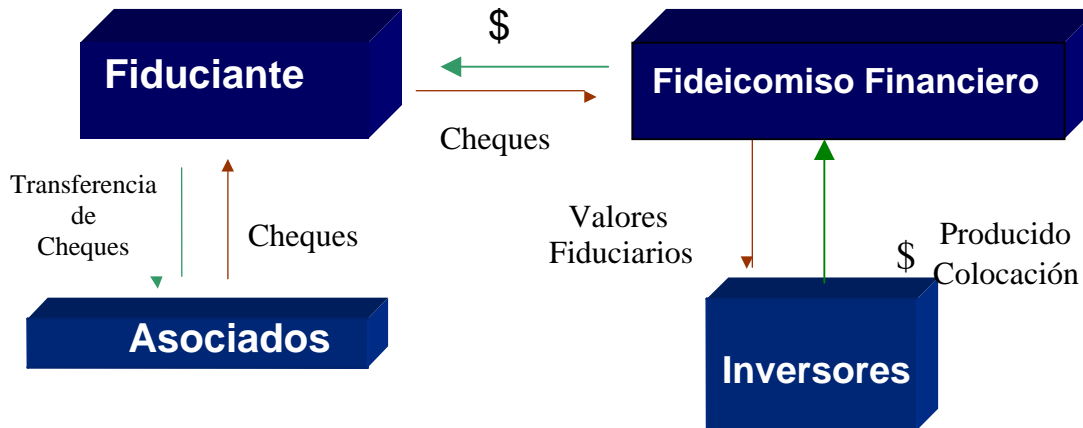 $
Fiduciante
Fideicomiso Financiero
Cheques
Transferencia
de
Cheques
Cheques
Valores
Fiduciarios
$
Producido
Colocación
Asociados
Inversores